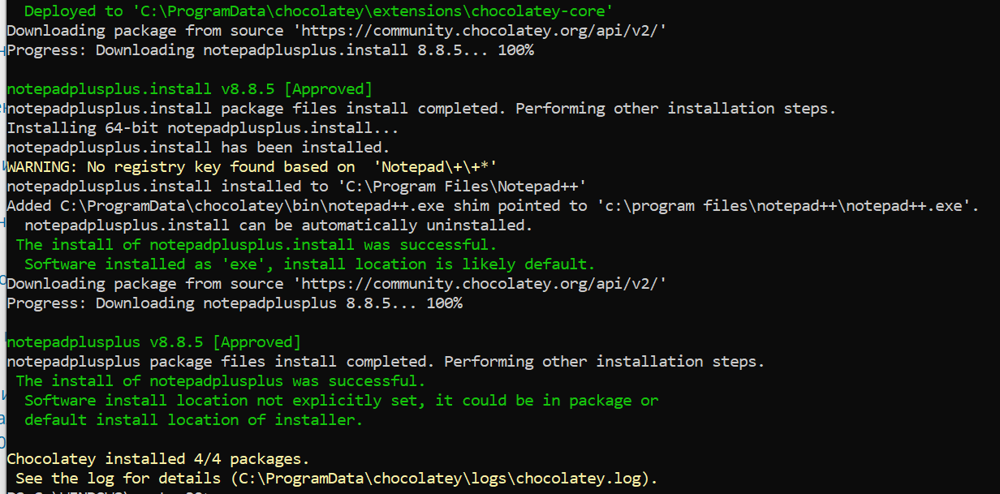 Deployed to 'C:\ProgramData\chocolatey\extensions\chocolatey-core'
Downloading package from source 'https://community.chocolatey.org/api/v2/'
Progress: Downloading notepadplusplus.install 8.8.5... 100%
notepadplusplus.install v8.8.5 [Approved]
notepadplusplus.install package files install completed. Performing other installation steps.
Installing 64-bit notepadplusplus.install...
notepadplusplus.install has been installed.
WARNING: No registry key found based on  'Notepad\+\+*'
notepadplusplus.install installed to 'C:\Program Files\Notepad++'
Added C:\ProgramData\chocolatey\bin\notepad++.exe shim pointed to 'c:\program files\notepad++\notepad++.exe'.
notepadplusplus.install can be automatically uninstalled.
The install of notepadplusplus.install was successful.
Software installed as 'exe', install location is likely default.
Downloading package from source 'https://community.chocolatey.org/api/v2/'
Progress: Downloading notepadplusplus 8.8.5... 100%
notepadplusplus v8.8.5 [Approved]
notepadplusplus package files install completed. Performing other installation steps.
The install of notepadplusplus was successful.
Software install location not explicitly set, it could be in package or
default install location of installer.
Chocolatey installed 4/4 packages.
See the log for details (C:\ProgramData\chocolatey\logs\chocolatey.log).